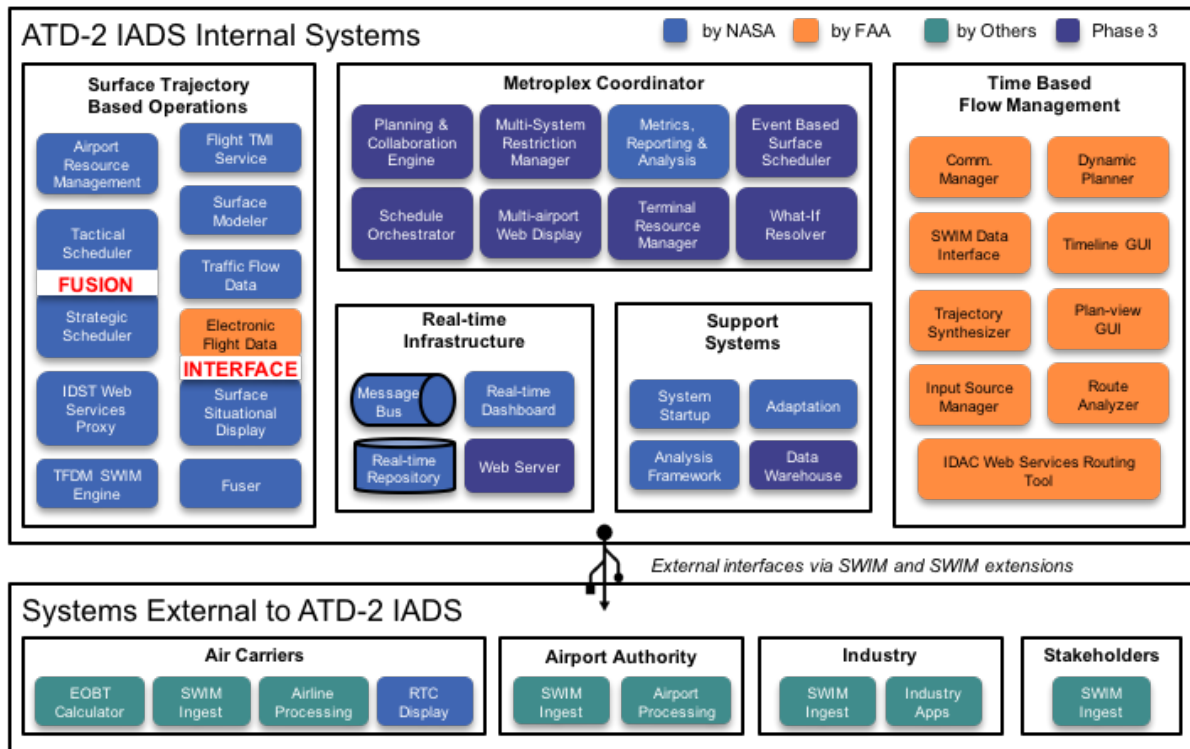 ATD-2 IADS Internal Systems
by NASA
by FAA
by Others
Phase 3
Surface Trajectory
Based Operations
Airport
Resource
Management
Flight TMI
Service
Surface
Modeler
Tactical
Scheduler
FUSION
Strategic
Scheduler
Traffic Flow
Data
Electronic
Flight Data
INTERFACE
Surface
Situational
Display
IDST Web
Services
Proxy
TFDM SWIM
Engine
Fuser
Metroplex Coordinator
Planning &
Collaboration
Engine
Multi-System
Restriction
Manager
Metrics,
Reporting &
Analysis
Event Based
Surface
Scheduler
Schedule
Orchestrator
Multi-airport
Web Display
Terminal
Resource
Manager
What-If
Resolver
Real-time
Infrastructure
Message
Bus
Real-time
Dashboard
Real-time
Repository
Web Server
Support
Systems
System
Startup
Adaptation
Analysis
Framework
Data
Warehouse
Time Based
Flow Management
Comm.
Manager
Dynamic
Planner
SWIM Data
Interface
Timeline GUI
Trajectory
Synthesizer
Plan-view
GUI
Input Source
Manager
Route
Analyzer
IDAC Web Services Routing
Tool
External interfaces via SWIM and SWIM extensions
Systems External to ATD-2 IADS
Air Carriers
EOBT
Calculator
SWIM
Ingest
Airline
Processing
RTC
Display
Airport Authority
SWIM
Ingest
Airport
Processing
Industry
SWIM
Ingest
Industry
Apps
Stakeholders
SWIM
Ingest